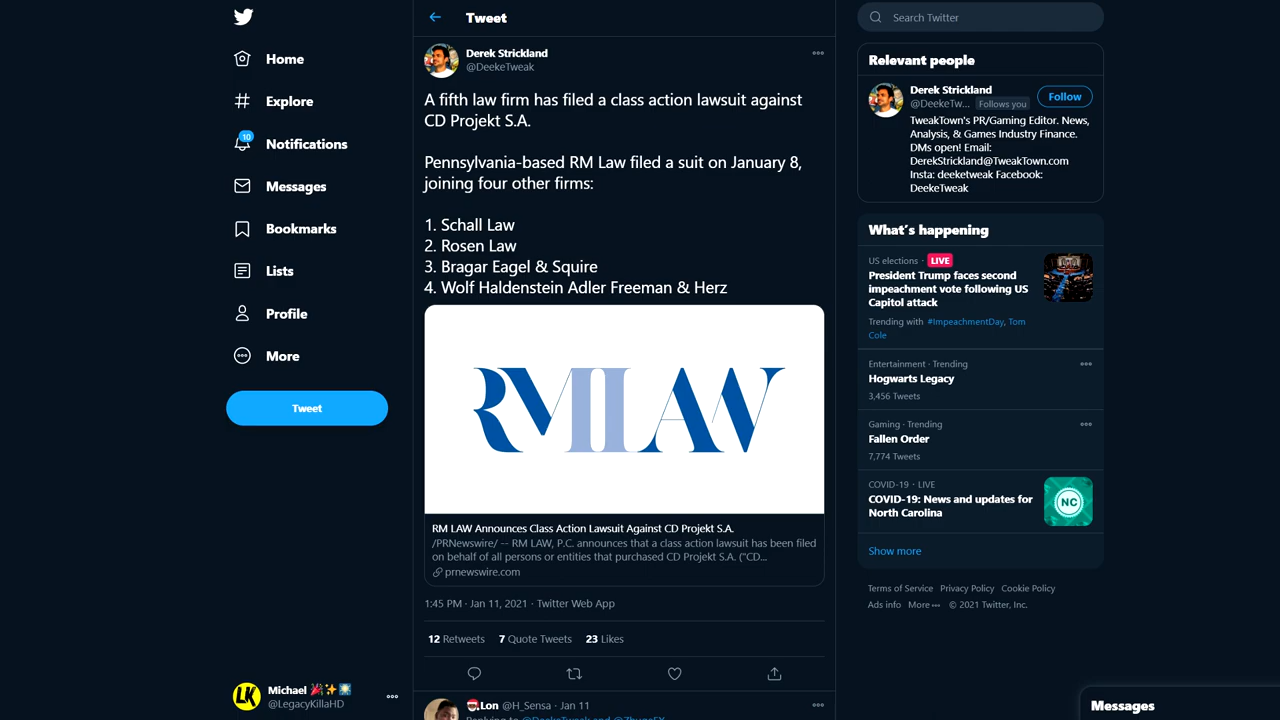 Home
Explore
10
Notifications
Messages
Bookmarks
Lists
Profile
More
Tweet
Michael
@LegacyKillaHD
Tweet
Derek Strickland
@DeekeTweak
A fifth law firm has filed a class action lawsuit against
CD Projekt S.A.
Pennsylvania-based RM Law filed a suit on January 8,
joining four other firms:
1. Schall Law
2. Rosen Law
3. Bragar Eagel & Squire
4. Wolf Haldenstein Adler Freeman & Herz
RM LAW
RM LAW Announces Class Action Lawsuit Against CD Projekt S.A.
/PRNewswire/ -- RM LAW, P.C. announces that a class action lawsuit has been filed
on behalf of all persons or entities that purchased CD Projekt S.A. ("CD...
prnewswire.com
1:45 PM · Jan 11, 2021 · Twitter Web App
12 Retweets 7 Quote Tweets 23 Likes
Lon @H_Sensa · Jan 11
Replying to @DeekeTweak and
Search Twitter
Relevant people
Derek Strickland
@DeekeTw... Follows you
Follow
TweakTown's PR/Gaming Editor. News,
Analysis, & Games Industry Finance.
DMs open! Email:
DerekStrickland@TweakTown.com
Insta: deeketweak Facebook:
DeekeTweak
What's happening
US elections · LIVE
President Trump faces second
impeachment vote following US
Capitol attack
Trending with #ImpeachmentDay, Tom
Cole
Entertainment · Trending
Hogwarts Legacy
3,456 Tweets
Gaming · Trending
Fallen Order
7,774 Tweets
COVID-19 · LIVE
COVID-19: News and updates for
North Carolina
NC
Show more
Terms of Service Privacy Policy Cookie Policy
Ads info More © 2021 Twitter, Inc.
Messages